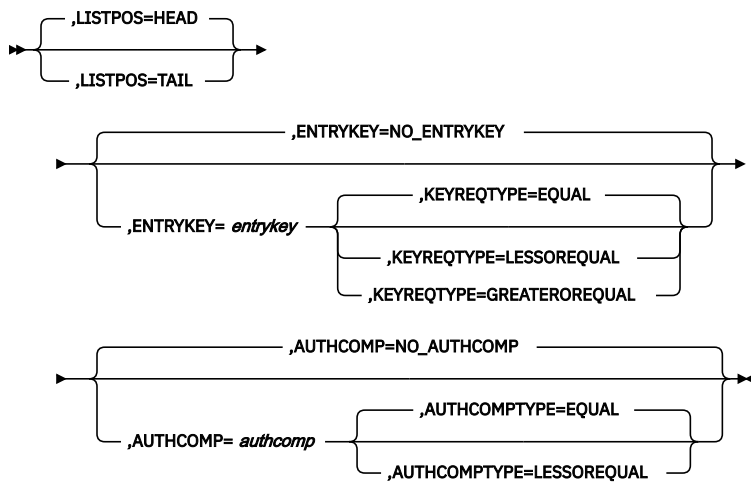 ,LISTPOS=HEAD
,LISTPOS=TAIL
,ENTRYKEY=NO_ENTRYKEY
,KEYREQTYPE=EQUAL
,ENTRYKEY= entrykey
,KEYREQTYPE=LESSOREQUAL
,KEYREQTYPE=GREATEROREQUAL
,AUTHCOMP=NO_AUTHCOMP
,AUTHCOMPTYPE=EQUAL
,AUTHCOMP= authcomp
,AUTHCOMPTYPE=LESSOREQUAL